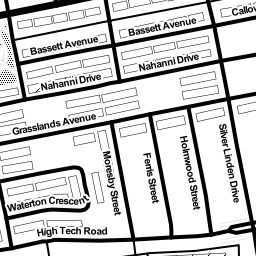 Callow
Bassett Avenue
Bassett Avenue
Nahanni Drive
Nahanni Drive
Grasslands Avenue
Moresby Street
Ferris Street
Holmwood Street
Silver Linden Drive
Waterton Crescent
High Tech Road